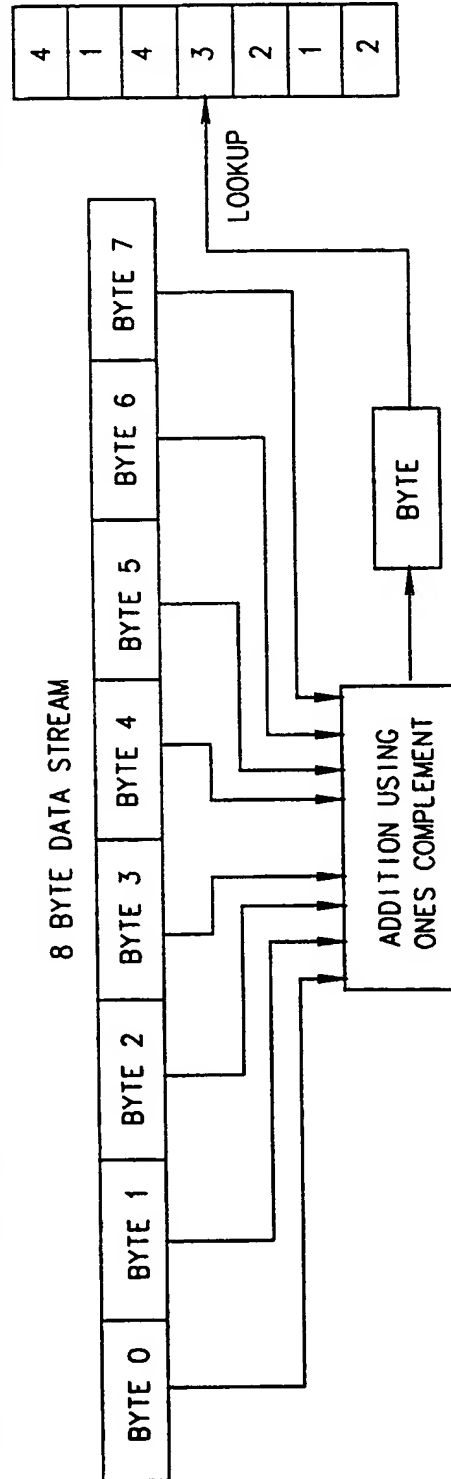 8 BYTE DATA STREAM
BYTE 0
BYTE 1
BYTE 2
BYTE 3
BYTE 4
BYTE 5
BYTE 6
BYTE 7
ADDITION USING
ONES COMPLEMENT
BYTE
LOOKUP
4
1
4
3
2
1
2